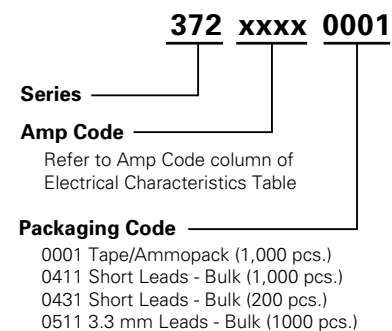 372 xxxx 0001
Series
Amp Code
Refer to Amp Code column of
Electrical Characteristics Table
Packaging Code
0001 Tape/Ammopack (1,000 pcs.)
0411 Short Leads - Bulk (1,000 pcs.)
0431 Short Leads - Bulk (200 pcs.)
0511 3.3 mm Leads - Bulk (1000 pcs.)